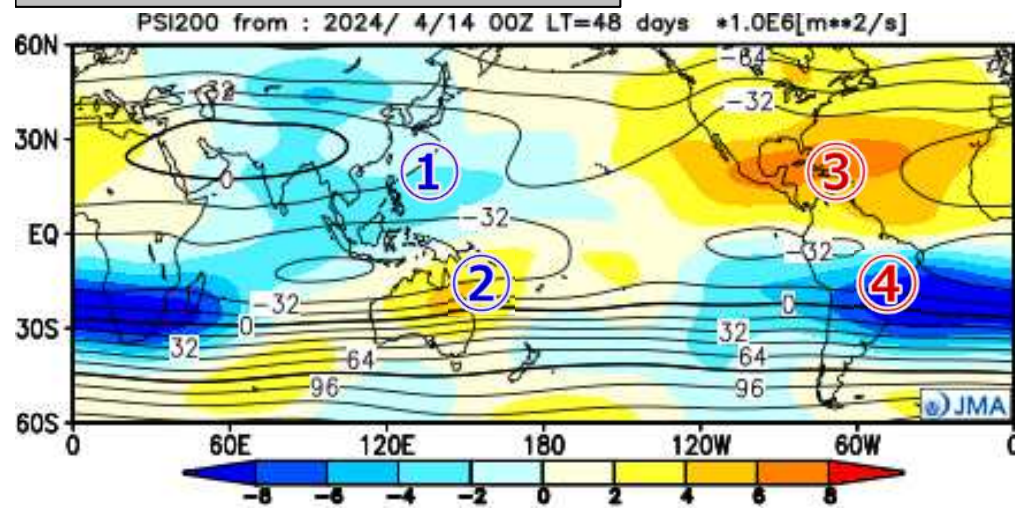 PSI200 from : 2024/ 4/14 00Z LT=48 days *1.0E6[m**2/s]
60N
30N
EQ
30S
60S
-32
-64
-32
0
-32
-32
-32
0
32
64
96
0
32
64
96
1
2
3
4
JMA
0 60E 120E 180 120W 60W 0
-8 -6 -4 -2 0 2 4 6 8